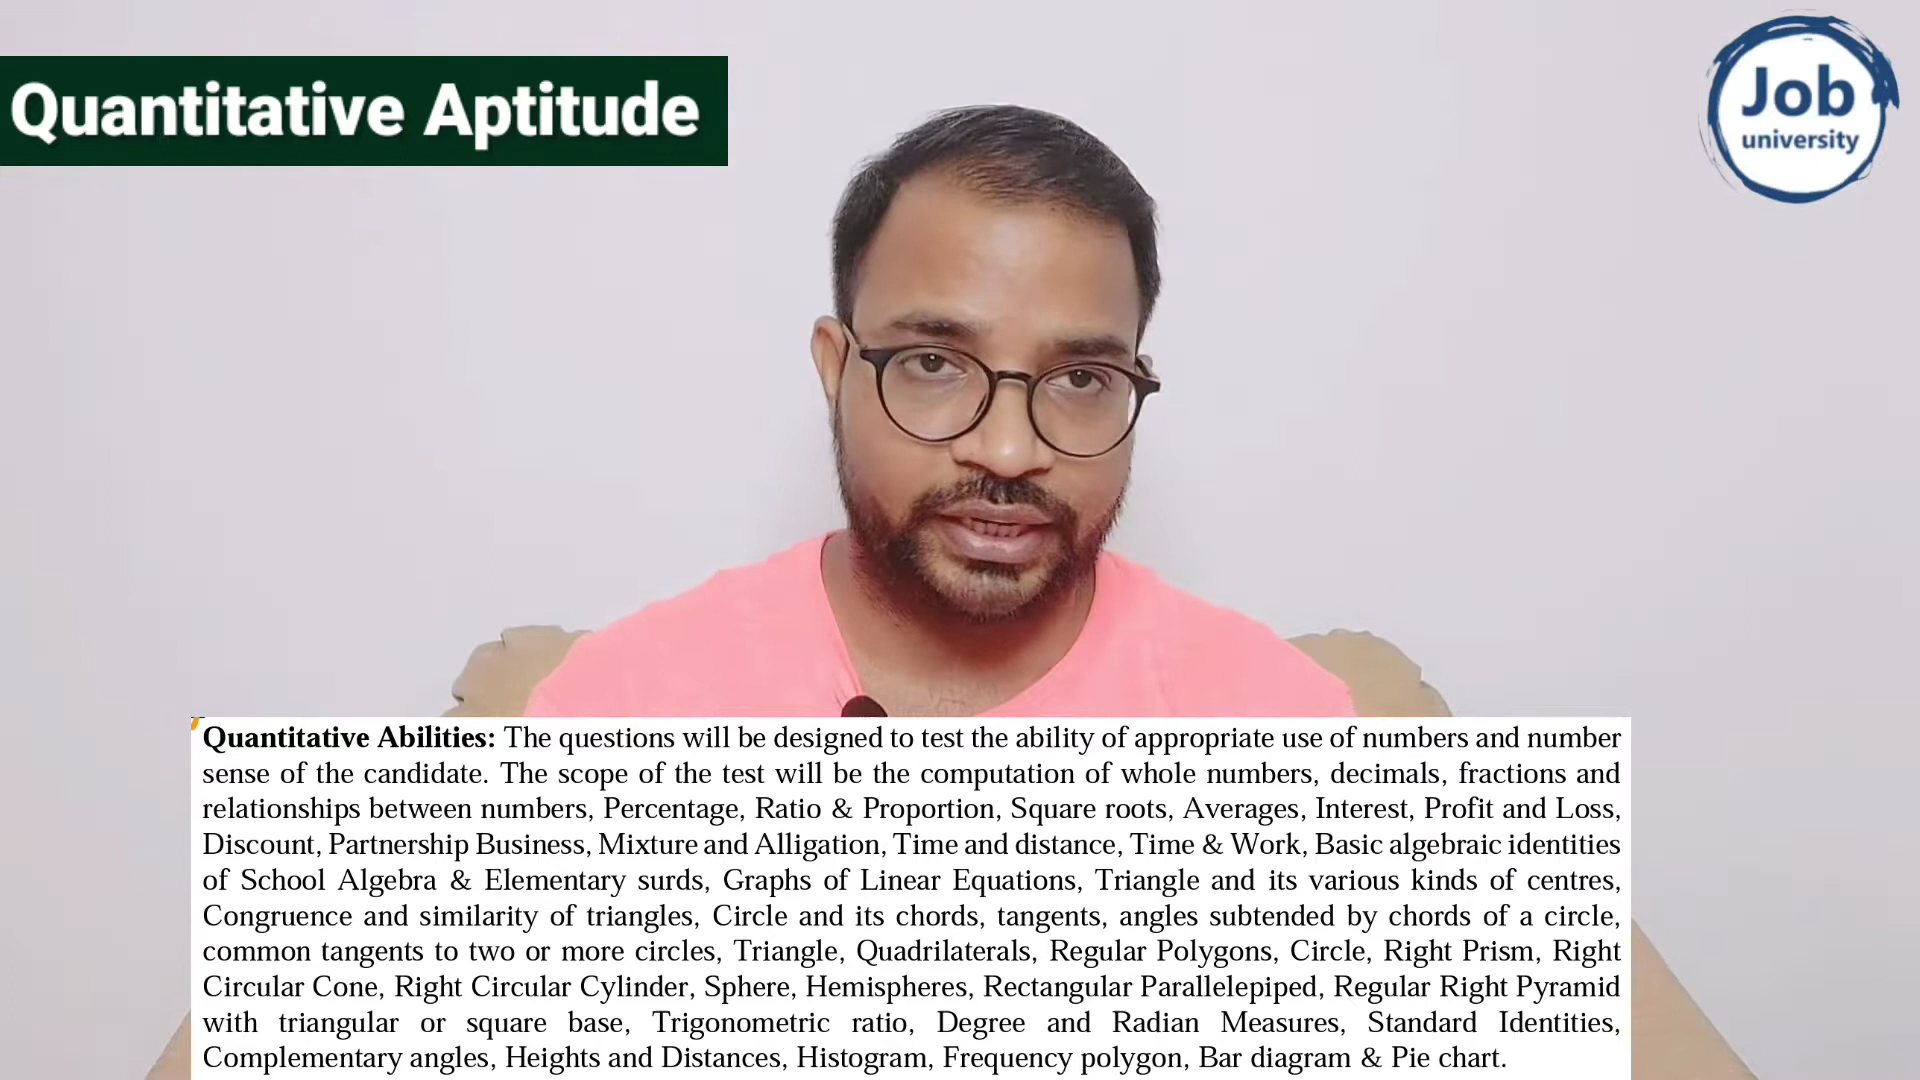 Quantitative Aptitude
Job
university
Quantitative Abilities: The questions will be designed to test the ability of appropriate use of numbers and number
sense of the candidate. The scope of the test will be the computation of whole numbers, decimals, fractions and
relationships between numbers, Percentage, Ratio & Proportion, Square roots, Averages, Interest, Profit and Loss,
Discount, Partnership Business, Mixture and Alligation, Time and distance, Time & Work, Basic algebraic identities
of School Algebra & Elementary surds, Graphs of Linear Equations, Triangle and its various kinds of centres,
Congruence and similarity of triangles, Circle and its chords, tangents, angles subtended by chords of a circle,
common tangents to two or more circles, Triangle, Quadrilaterals, Regular Polygons, Circle, Right Prism, Right
Circular Cone, Right Circular Cylinder, Sphere, Hemispheres, Rectangular Parallelepiped, Regular Right Pyramid
with triangular or square base, Trigonometric ratio, Degree and Radian Measures, Standard Identities,
Complementary angles, Heights and Distances, Histogram, Frequency polygon, Bar diagram & Pie chart.